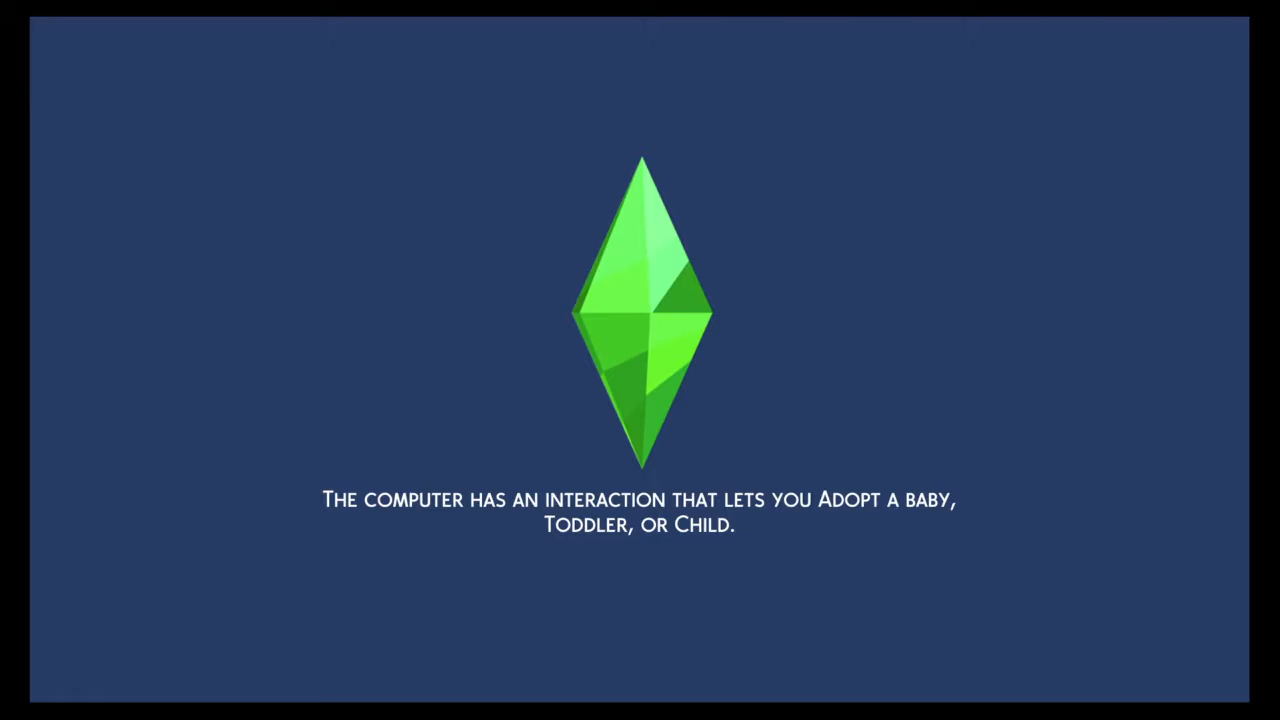 The computer has an interaction that lets you Adopt a baby,
Toddler, or Child.